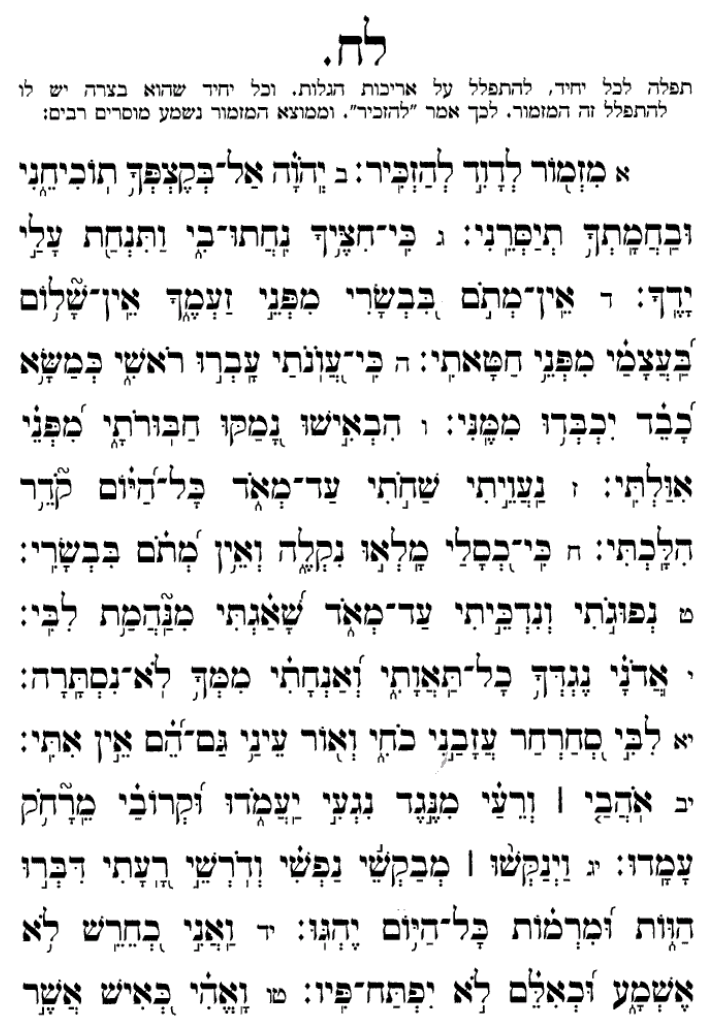 לח.
תפלה לכל יחיד, להתפלל על אריכות הגלות. וכל יחיד שהוא בצרה יש לו
להתפלל זה המזמור. לכך אמר "להזכיר". וממוצא המזמור נשמע מוסרים רבים:
א מִזְמ֖וֹר לְדָוִ֣ד לְהַזְכִּֽיר: ב יְֽהֹוָ֗ה אַל־בְּקֶצְפְּךָ֥ תוֹכִיחֵ֑נִי
וּֽבַחֲמָתְךָ֥ תְיַסְּרֵֽנִי: ג כִּֽי־חִ֭צֶּיךָ נִ֣חֲתוּ־בִ֑י וַתִּנְחַ֖ת עָלַ֣י
יָדֶֽךָ: ד אֵין־מְתֹ֣ם בִּ֭בְשָׂרִי מִפְּנֵ֣י זַעְמֶ֑ךָ אֵין־שָׁל֥וֹם
בַּ֝עֲצָמַ֗י מִפְּנֵ֥י חַטָּאתִֽי: ה כִּֽי־עֲ֭וֺנֹתַי עָבְר֣וּ רֹאשִׁ֑י כְּמַשָּׂ֥א
כָ֝בֵ֗ד יִכְבְּד֥וּ מִמֶּֽנִּי: ו הִבְאִ֣ישׁוּ נָ֭מַקּוּ חַבּוּרֹתָ֑י מִ֝פְּנֵ֗י
אִוַּלְתִּֽי: ז נַעֲוֵ֣יתִי שַׁחֹ֣תִי עַד־מְאֹ֑ד כָּל־הַ֝יּ֗וֹם קֹדֵ֥ר
הִלָּֽכְתִּי: ח כִּֽי־כְ֭סָלַי מָלְא֣וּ נִקְלֶ֑ה וְאֵ֥ין מְ֝תֹ֗ם בִּבְשָׂרִֽי:
ט נְפוּג֣וֹתִי וְנִדְכֵּ֣יתִי עַד־מְאֹ֑ד שָׁ֝אַ֗גְתִּי מִֽנַּהֲמַ֥ת לִבִּֽי:
י אֲֽדֹנָ֗י נֶגְדְּךָ֥ כָל־תַּאֲוָתִ֑י וְ֝אַנְחָתִ֗י מִמְּךָ֥ לֹא־נִסְתָּֽרָה:
יא לִבִּ֣י סְ֭חַרְחַר עֲזָבַ֣נִי כֹחִ֑י וְֽאוֹר עֵינַ֥י גַּם־הֵ֝֗ם אֵ֣ין אִתִּֽי:
יב אֹֽהֲבַ֨י ׀ וְרֵעַ֗י מִנֶּ֣גֶד נִגְעִ֣י יַעֲמֹ֑דוּ וּ֝קְרוֹבַ֗י מֵרָחֹ֥ק
עָמָֽדוּ: יג וַיְנַקְשׁ֤וּ ׀ מְבַקְשֵׁ֬י נַפְשִׁ֗י וְדֹרְשֵׁ֣י רָ֭עָתִי דִּבְּר֣וּ
הַוּ֑וֹת וּ֝מִרְמ֗וֹת כָּל־הַיּ֥וֹם יֶהְגּֽוּ: יד וַאֲנִ֣י כְ֭חֵרֵשׁ לֹ֣א
אֶשְׁמָ֑ע וּ֝כְאִלֵּ֗ם לֹ֣א יִפְתַּח־פִּֽיו: טו וָאֱהִ֗י כְּ֭אִישׁ אֲשֶׁ֣ר